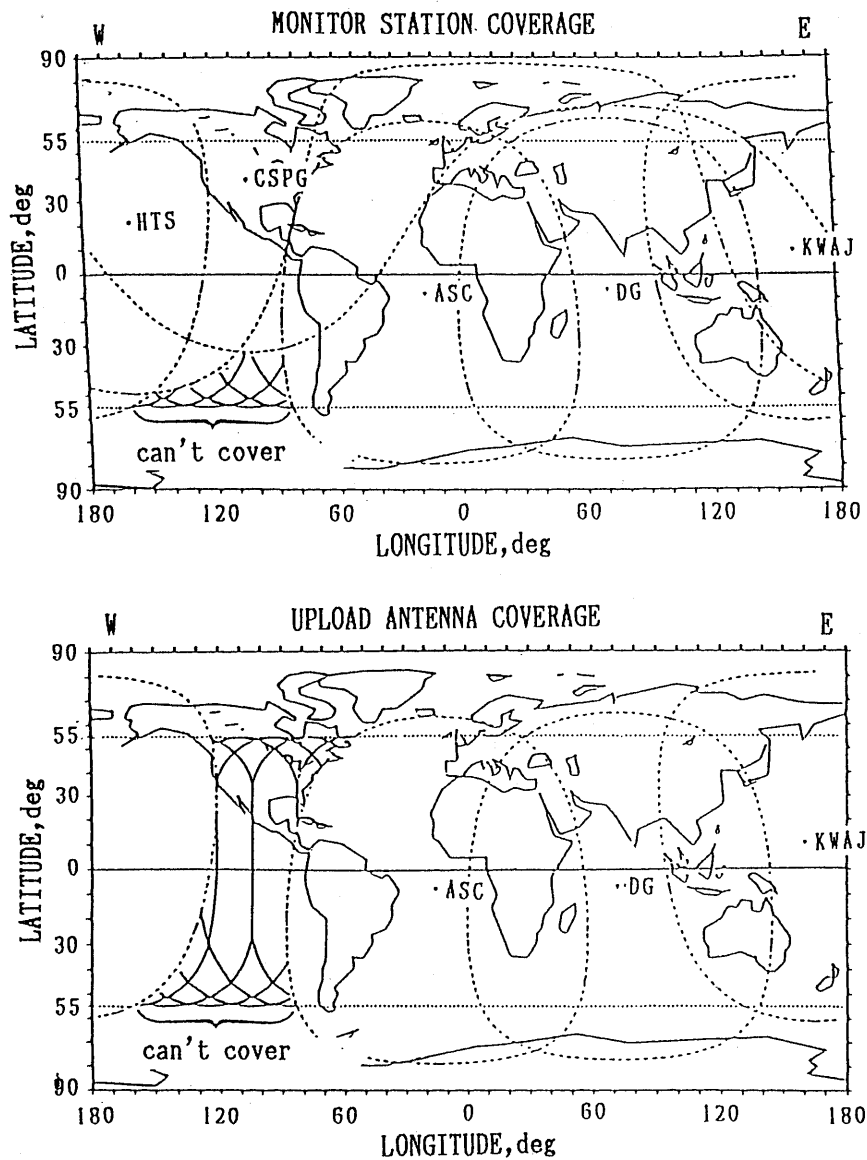 MONITOR STATION COVERAGE
W E
90
55
30
0
30
55
90
LATITUDE,deg
·HTS
·CSPG
·ASC
·DG
·KWAJ
can't cover
180 120 60 0 60 120 180
LONGITUDE,deg
UPLOAD ANTENNA COVERAGE
W E
90
55
30
0
30
55
90
LATITUDE,deg
·ASC
·DG
·KWAJ
can't cover
180 120 60 0 60 120 180
LONGITUDE,deg